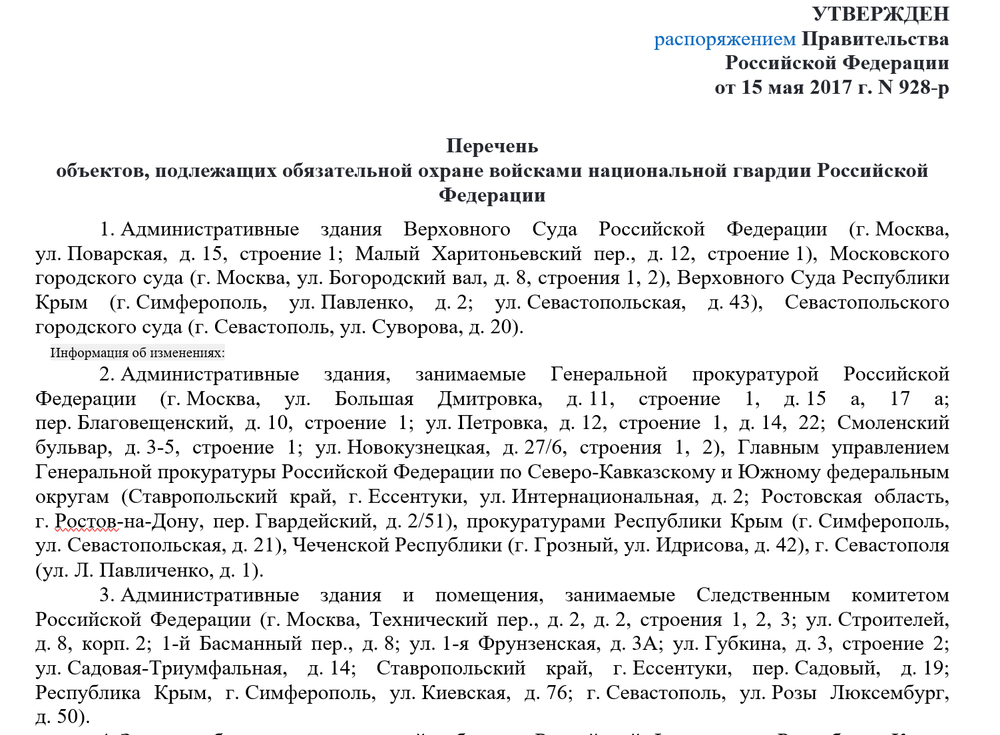 УТВЕРЖДЕН
распоряжением Правительства
Российской Федерации
от 15 мая 2017 г. N 928-р
Перечень
объектов, подлежащих обязательной охране войсками национальной гвардии Российской
Федерации
1. Административные здания Верховного Суда Российской Федерации (г. Москва,
ул. Поварская, д. 15, строение 1; Малый Харитоньевский пер., д. 12, строение 1), Московского
городского суда (г. Москва, ул. Богородский вал, д. 8, строения 1, 2), Верховного Суда Республики
Крым (г. Симферополь, ул. Павленко, д. 2; ул. Севастопольская, д. 43), Севастопольского
городского суда (г. Севастополь, ул. Суворова, д. 20).
Информация об изменениях:
2. Административные здания, занимаемые Генеральной прокуратурой Российской
Федерации (г. Москва, ул. Большая Дмитровка, д. 11, строение 1, д. 15 а, 17 а;
пер. Благовещенский, д. 10, строение 1; ул. Петровка, д. 12, строение 1, д. 14, 22; Смоленский
бульвар, д. 3-5, строение 1; ул. Новокузнецкая, д. 27/6, строения 1, 2), Главным управлением
Генеральной прокуратуры Российской Федерации по Северо-Кавказскому и Южному федеральным
округам (Ставропольский край, г. Ессентуки, ул. Интернациональная, д. 2; Ростовская область,
г. Ростов-на-Дону, пер. Гвардейский, д. 2/51), прокуратурами Республики Крым (г. Симферополь,
ул. Севастопольская, д. 21), Чеченской Республики (г. Грозный, ул. Идрисова, д. 42), г. Севастополя
(ул. Л. Павличенко, д. 1).
3. Административные здания и помещения, занимаемые Следственным комитетом
Российской Федерации (г. Москва, Технический пер., д. 2, д. 2, строения 1, 2, 3; ул. Строителей,
д. 8, корп. 2; 1-й Басманный пер., д. 8; ул. 1-я Фрунзенская, д. 3А; ул. Губкина, д. 3, строение 2;
ул. Садовая-Триумфальная, д. 14; Ставропольский край, г. Ессентуки, пер. Садовый, д. 19;
Республика Крым, г. Симферополь, ул. Киевская, д. 76; г. Севастополь, ул. Розы Люксембург,
д. 50).